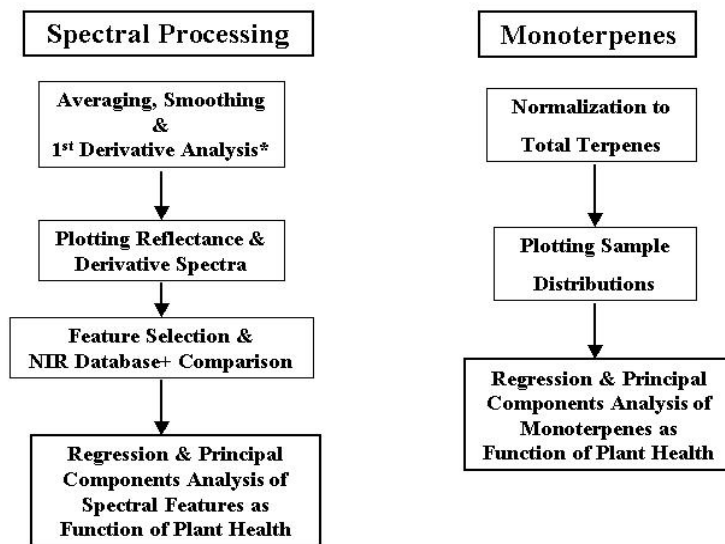 Spectral Processing
Averaging, Smoothing
&
1st Derivative Analysis*
Plotting Reflectance &
Derivative Spectra
Feature Selection &
NIR Database+ Comparison
Regression & Principal
Components Analysis of
Spectral Features as
Function of Plant Health
Monoterpenes
Normalization to
Total Terpenes
Plotting Sample
Distributions
Regression & Principal
Components Analysis of
Monoterpenes as
Function of Plant Health